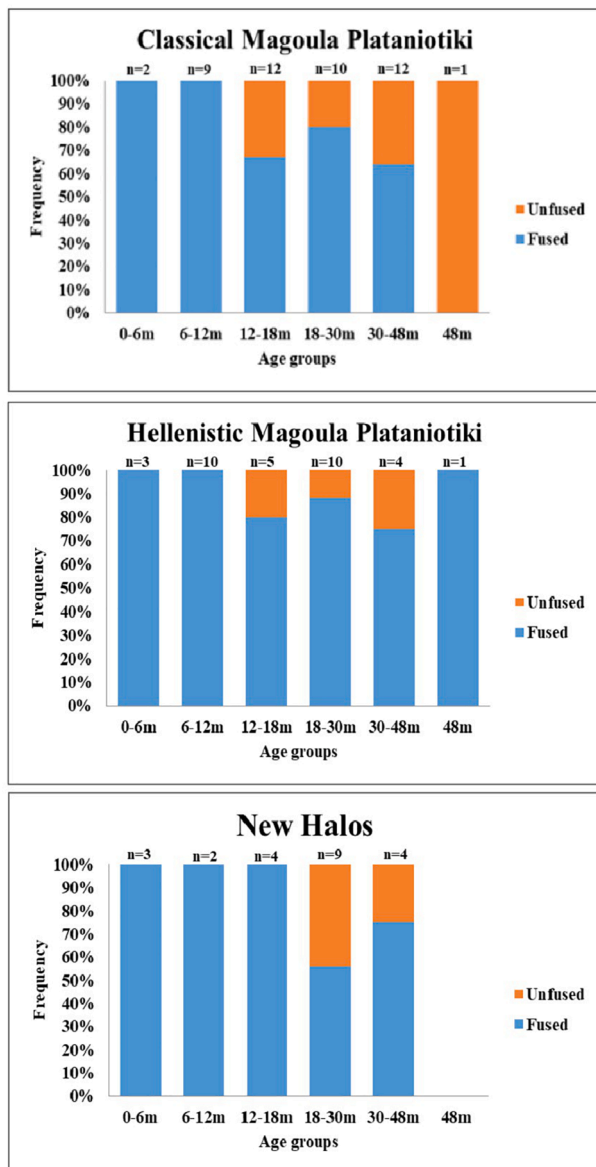 Classical Magoula Plataniotiki
n=2 n=9 n=12 n=10 n=12 n=1
100%
90%
80%
70%
60%
50%
40%
30%
20%
10%
0%
Frequency
Unfused
Fused
0-6m 6-12m 12-18m 18-30m 30-48m 48m
Age groups
Hellenistic Magoula Plataniotiki
n=3 n=10 n=5 n=10 n=4 n=1
100%
90%
80%
70%
60%
50%
40%
30%
20%
10%
0%
Frequency
Unfused
Fused
0-6m 6-12m 12-18m 18-30m 30-48m 48m
Age groups
New Halos
n=3 n=2 n=4 n=9 n=4
100%
90%
80%
70%
60%
50%
40%
30%
20%
10%
0%
Frequency
Unfused
Fused
0-6m 6-12m 12-18m 18-30m 30-48m 48m
Age groups